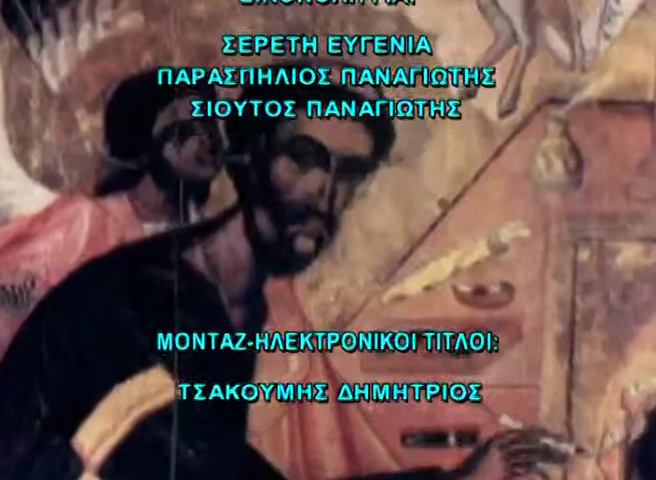 ΣΕΡΕΤΗ ΕΥΓΕΝΙΑ
ΠΑΡΑΣΠΗΛΙΟΣ ΠΑΝΑΓΙΩΤΗΣ
ΣΙΟΥΤΟΣ ΠΑΝΑΓΙΩΤΗΣ
ΜΟΝΤΑΖ-ΗΛΕΚΤΡΟΝΙΚΟΙ ΤΙΤΛΟΙ:
ΤΣΑΚΟΥΜΗΣ ΔΗΜΗΤΡΙΟΣ